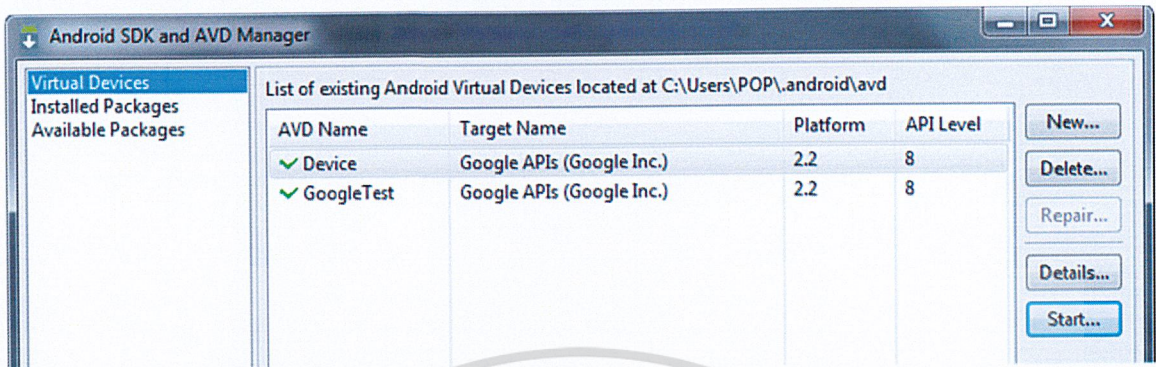 Android SDK and AVD Manager
Virtual Devices
Installed Packages
Available Packages
List of existing Android Virtual Devices located at C:\Users\POP\.android\avd
AVD Name Target Name Platform API Level
Device Google APIs (Google Inc.) 2.2 8
GoogleTest Google APIs (Google Inc.) 2.2 8
New...
Delete...
Repair...
Details...
Start...